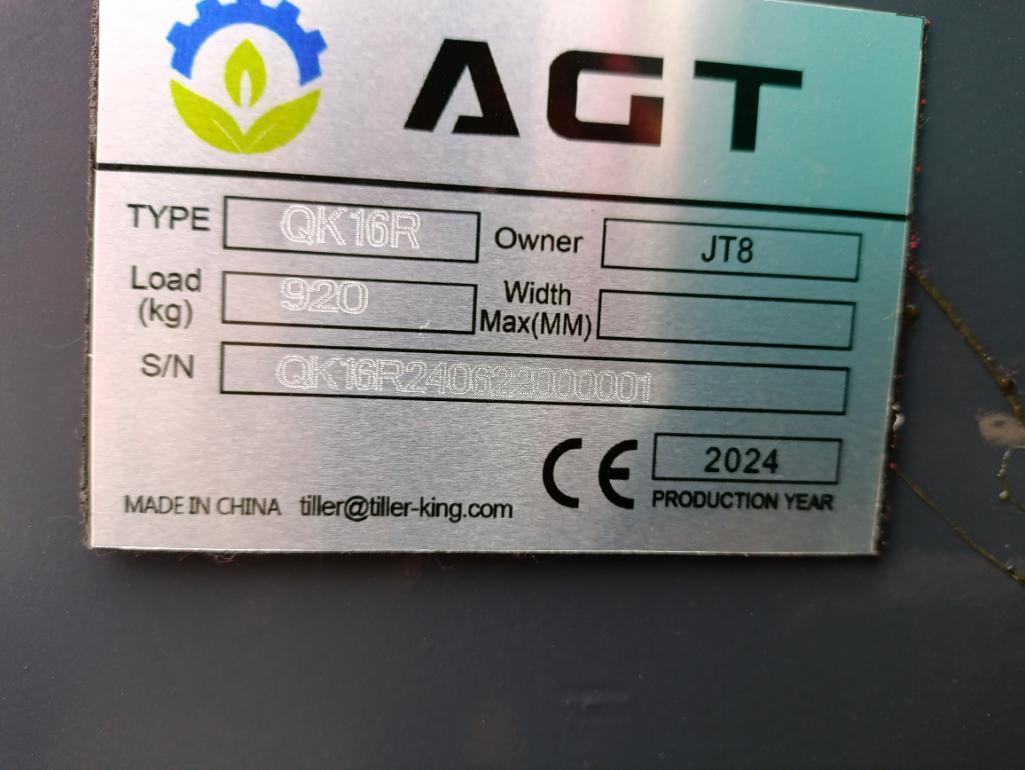 AGT
TYPE QK16R Owner JT8
Load (kg) 920 Width Max(MM)
S/N QK16R240622000001
CE 2024
MADE IN CHINA tiller@tiller-king.com PRODUCTION YEAR